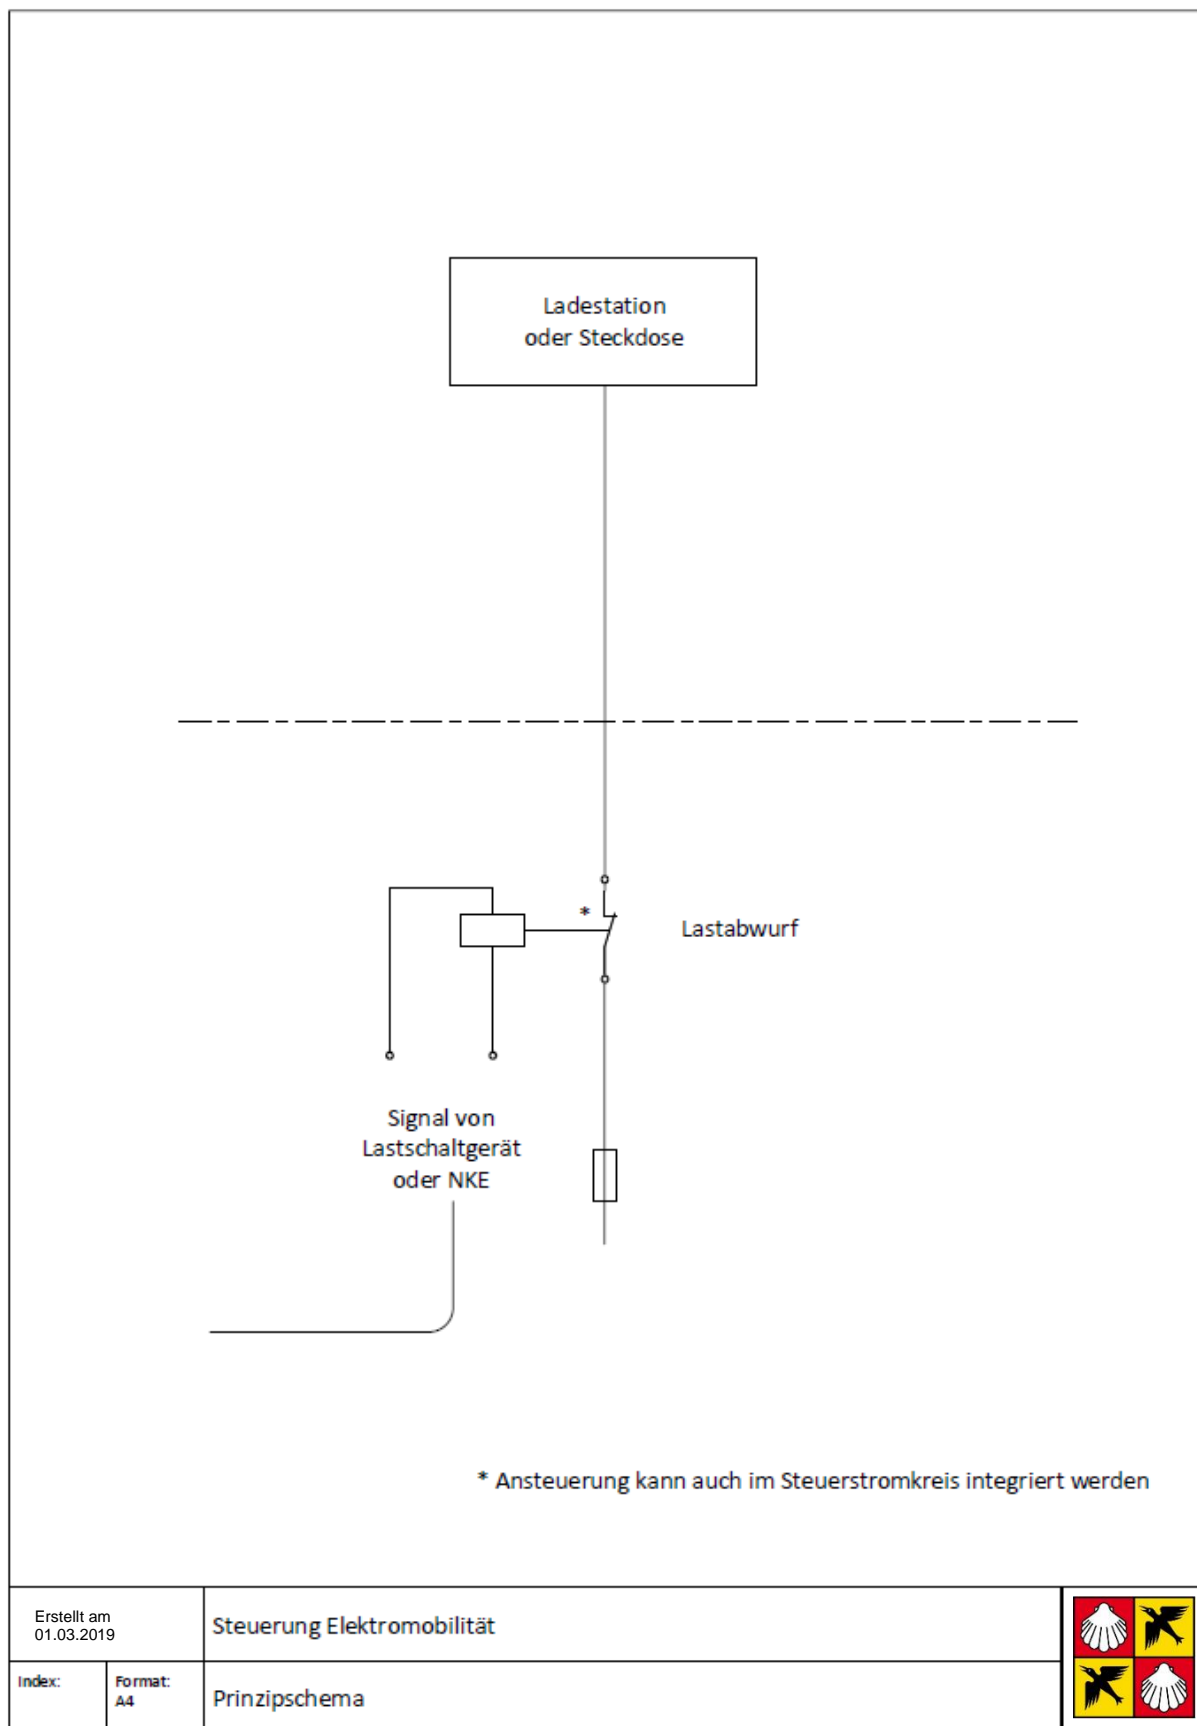 Ladestation
oder Steckdose
*
Lastabwurf
Signal von
Lastschaltgerät
oder NKE
* Ansteuerung kann auch im Steuerstromkreis integriert werden
Erstellt am
01.03.2019
Steuerung Elektromobilität
Index:
Format:
A4
Prinzipschema